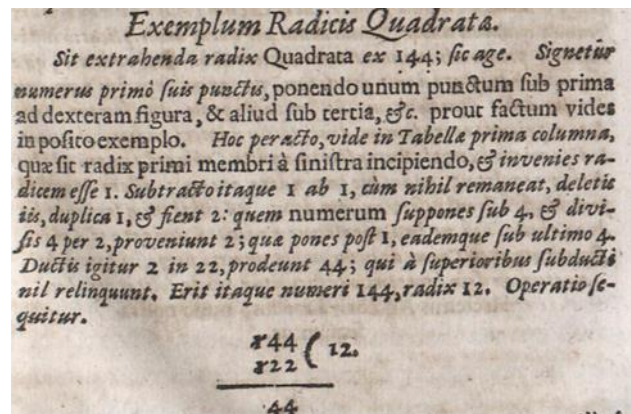 Exemplum Radicis Quadratæ.
Sit extrahenda radix Quadrata ex 144; sic age. Signetur
numerus primò suis punctis, ponendo unum punctum sub prima
ad dexteram figura, & aliud sub tertia, &c. prout factum vides
in posito exemplo. Hoc peracto, vide in Tabellæ prima columna,
quæ sit radix primi membri à sinistra incipiendo, & invenies ra-
dicem esse 1. Subtracto itaque 1 ab 1, cùm nihil remaneat, deletis
iis, duplica 1, & fient 2: quem numerum suppones sub 4. & divi-
sis 4 per 2, proveniunt 2; quæ pones post 1, eademque sub ultimo 4.
Ductis igitur 2 in 22, prodeunt 44; qui à superioribus subducti
nil relinquunt. Erit itaque numeri 144, radix 12. Operatio se-
quitur.
144 ( 12.
122
44